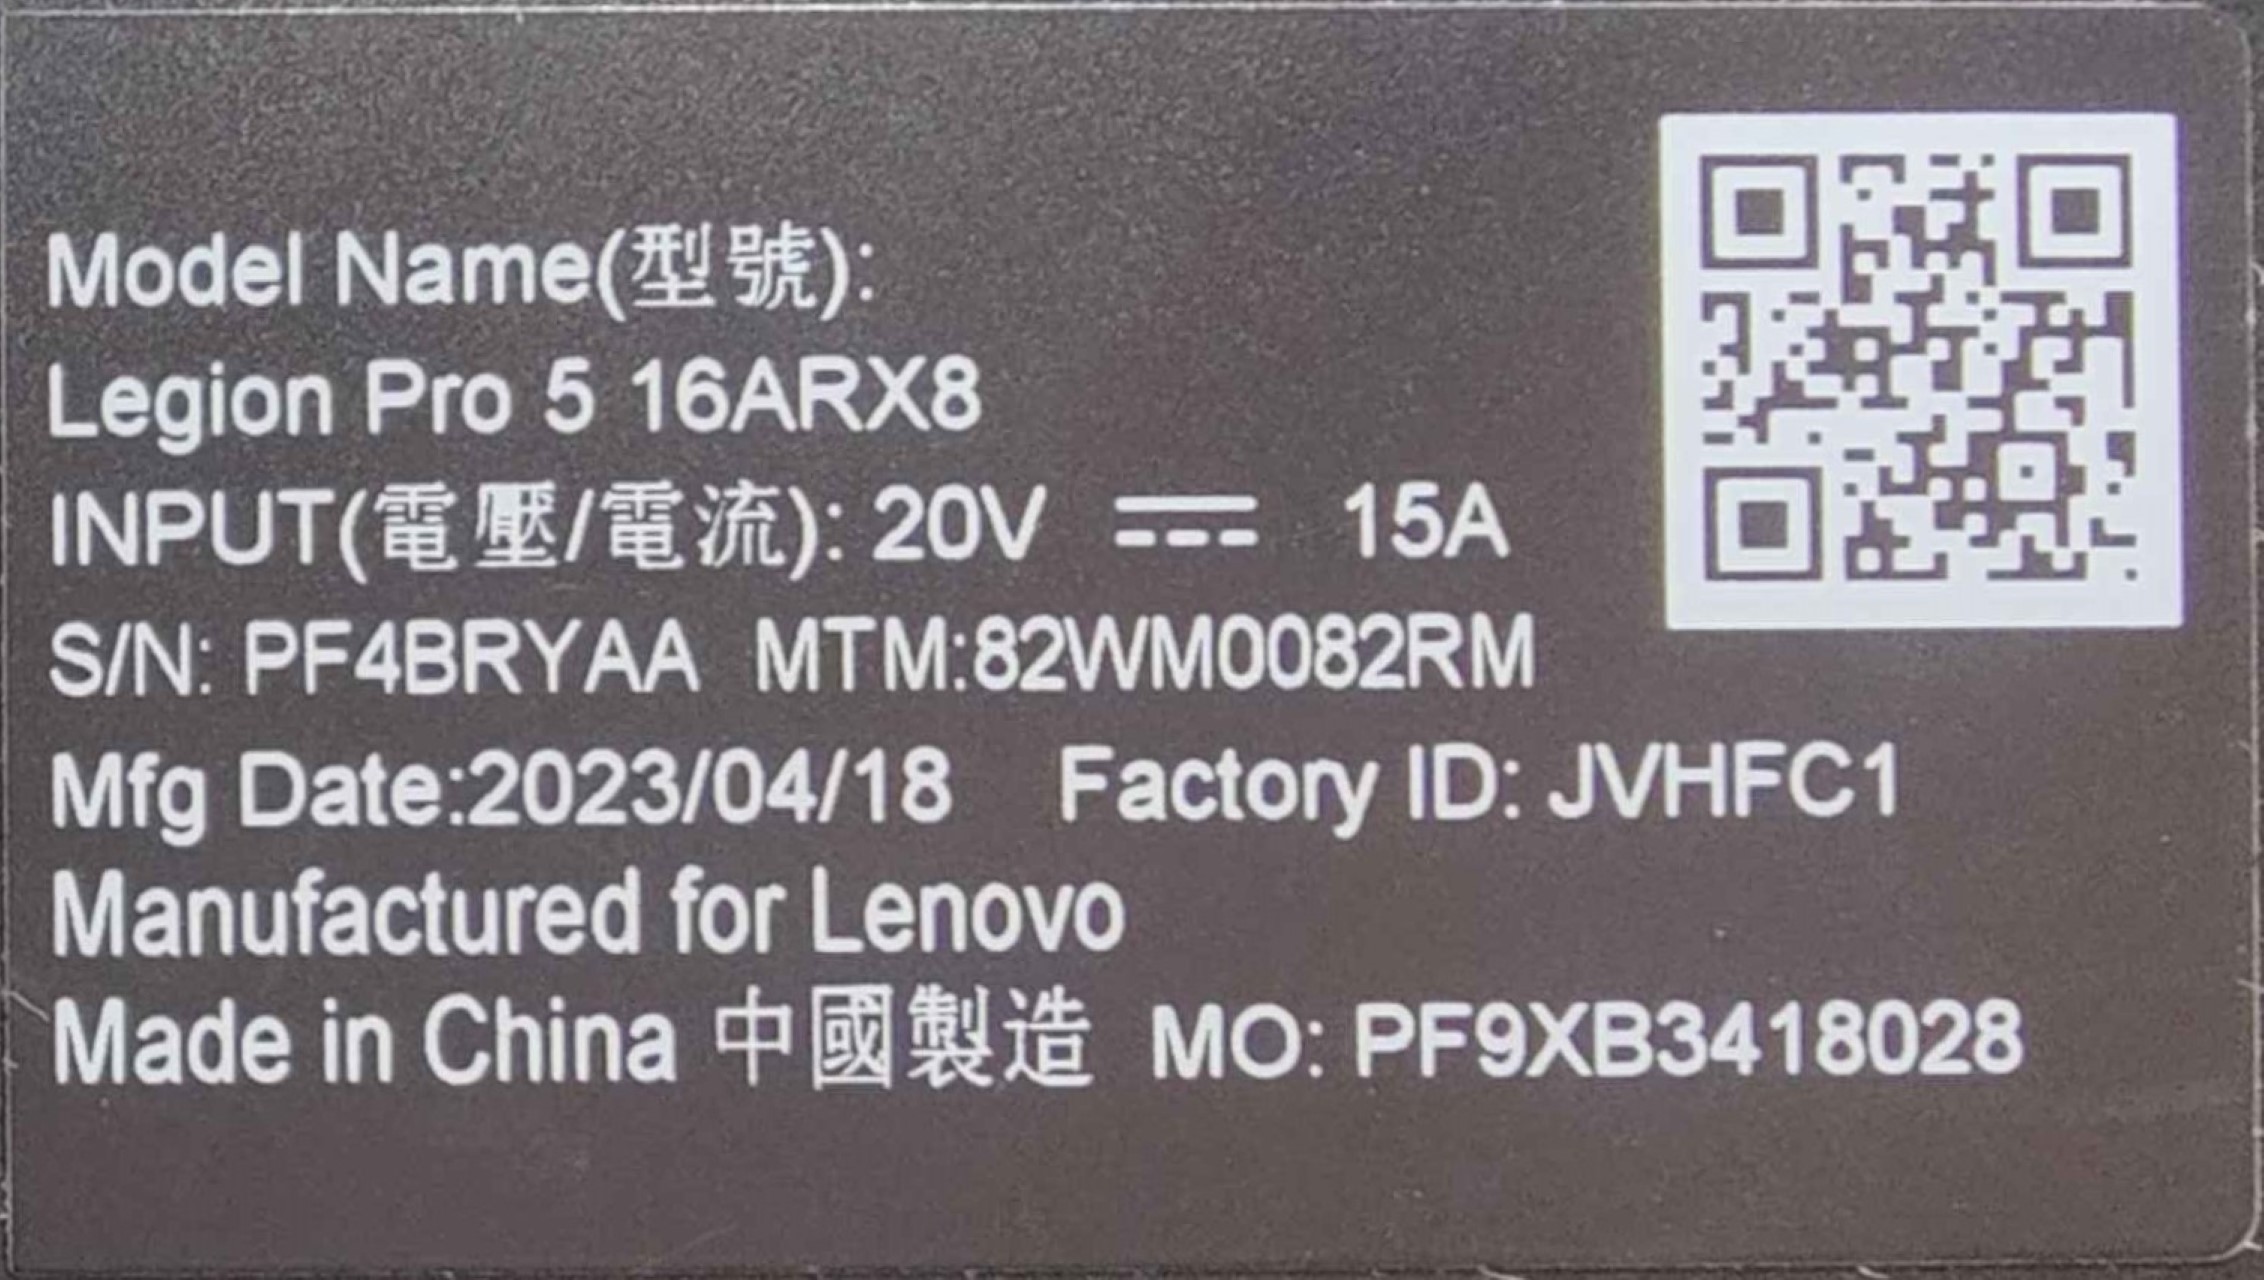 Model Name(型號):
Legion Pro 5 16ARX8
INPUT(電壓/電流): 20V ⎓ 15A
S/N: PF4BRYAA MTM:82WM0082RM
Mfg Date:2023/04/18 Factory ID: JVHFC1
Manufactured for Lenovo
Made in China 中國製造 MO: PF9XB3418028